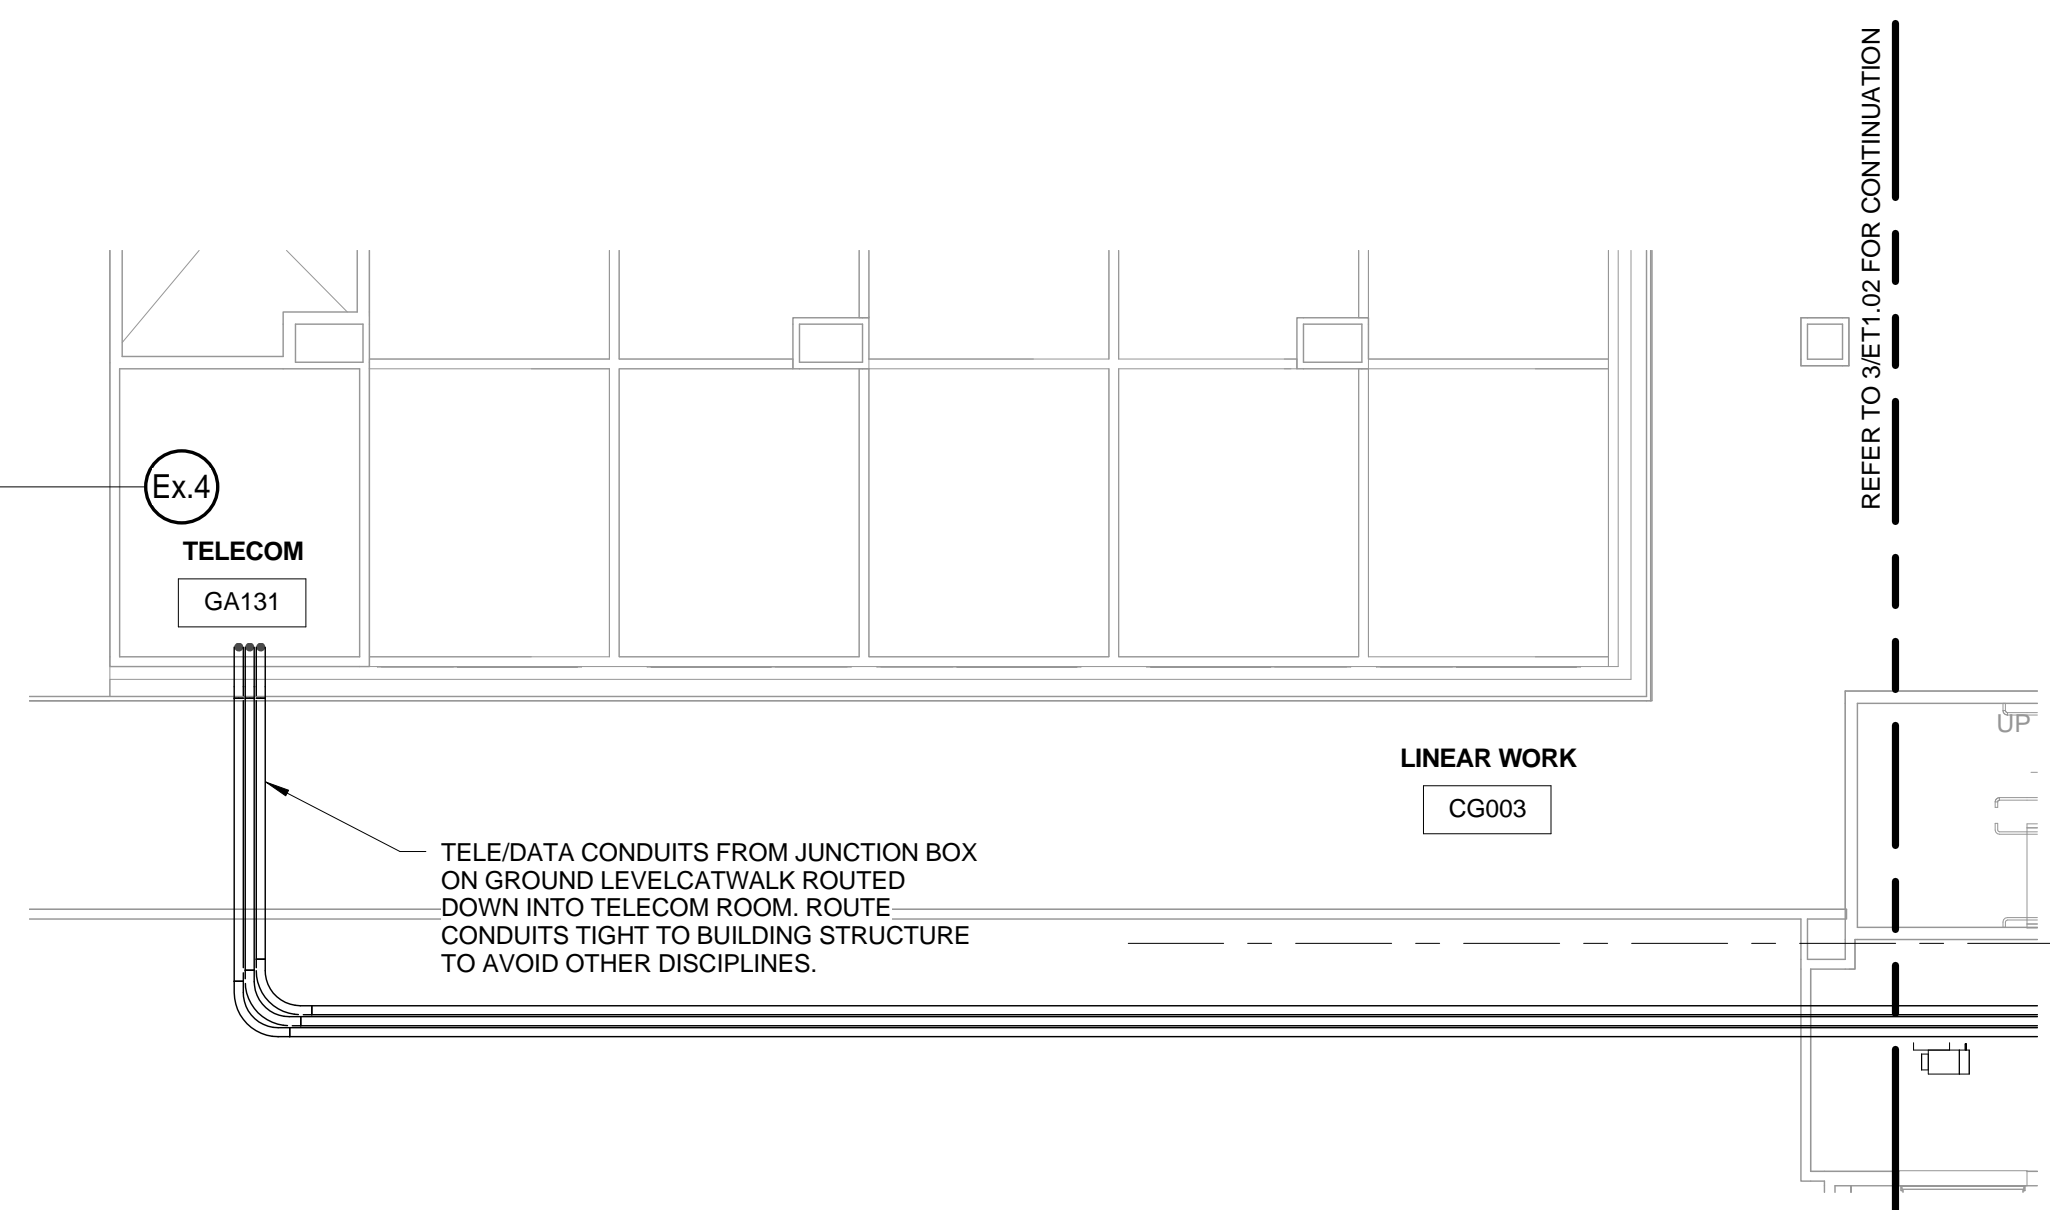 REFER TO 3/ET1.02 FOR CONTINUATION
Ex.4
TELECOM
GA131
UP
LINEAR WORK
CG003
TELE/DATA CONDUITS FROM JUNCTION BOX
ON GROUND LEVELCATWALK ROUTED
DOWN INTO TELECOM ROOM. ROUTE
CONDUITS TIGHT TO BUILDING STRUCTURE
TO AVOID OTHER DISCIPLINES.